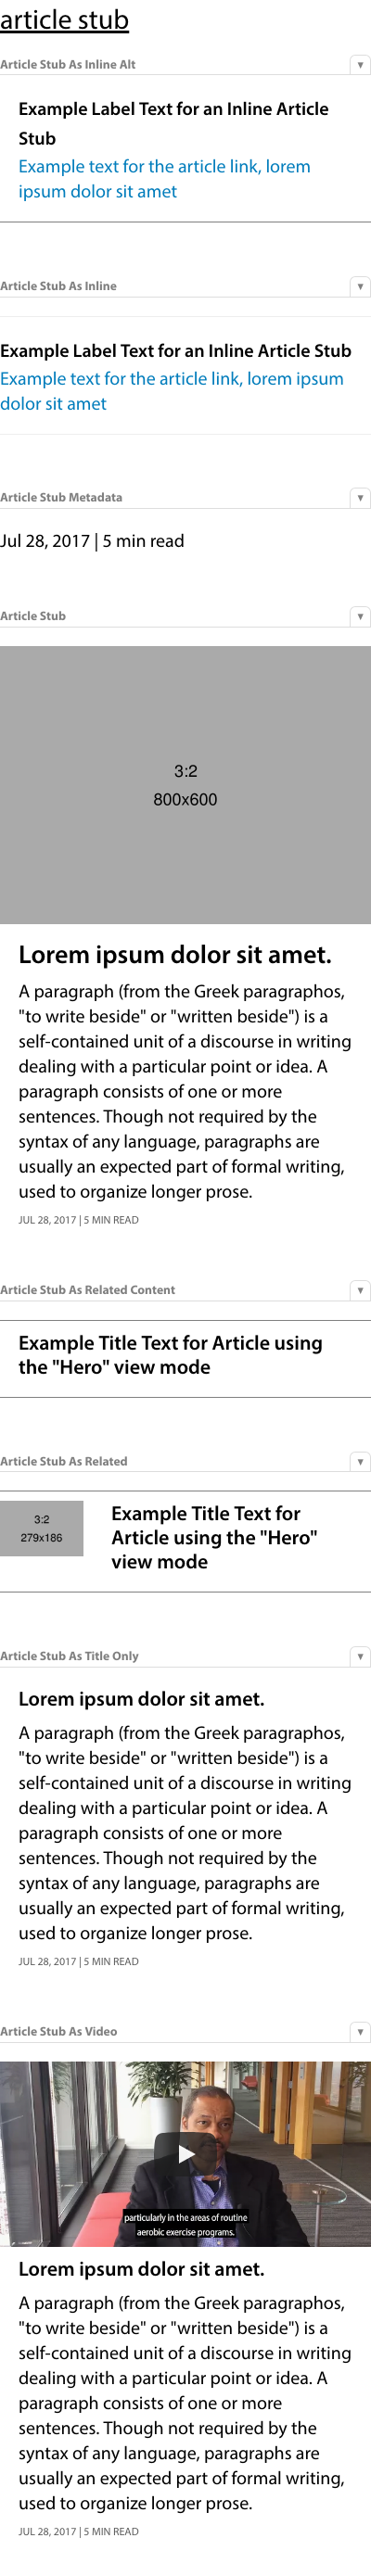 article stub
Article Stub As Inline Alt
▼
Example Label Text for an Inline Article
Stub
Example text for the article link, lorem
ipsum dolor sit amet
Article Stub As Inline
▼
Example Label Text for an Inline Article Stub
Example text for the article link, lorem ipsum
dolor sit amet
Article Stub Metadata
▼
Jul 28, 2017 | 5 min read
Article Stub
▼
3:2
800x600
Lorem ipsum dolor sit amet.
A paragraph (from the Greek paragraphos,
"to write beside" or "written beside") is a
self-contained unit of a discourse in writing
dealing with a particular point or idea. A
paragraph consists of one or more
sentences. Though not required by the
syntax of any language, paragraphs are
usually an expected part of formal writing,
used to organize longer prose.
JUL 28, 2017 | 5 MIN READ
Article Stub As Related Content
▼
Example Title Text for Article using
the "Hero" view mode
Article Stub As Related
▼
3:2
279x186
Example Title Text for
Article using the "Hero"
view mode
Article Stub As Title Only
▼
Lorem ipsum dolor sit amet.
A paragraph (from the Greek paragraphos,
"to write beside" or "written beside") is a
self-contained unit of a discourse in writing
dealing with a particular point or idea. A
paragraph consists of one or more
sentences. Though not required by the
syntax of any language, paragraphs are
usually an expected part of formal writing,
used to organize longer prose.
JUL 28, 2017 | 5 MIN READ
Article Stub As Video
▼
particularly in the areas of routine
aerobic exercise programs.
Lorem ipsum dolor sit amet.
A paragraph (from the Greek paragraphos,
"to write beside" or "written beside") is a
self-contained unit of a discourse in writing
dealing with a particular point or idea. A
paragraph consists of one or more
sentences. Though not required by the
syntax of any language, paragraphs are
usually an expected part of formal writing,
used to organize longer prose.
JUL 28, 2017 | 5 MIN READ